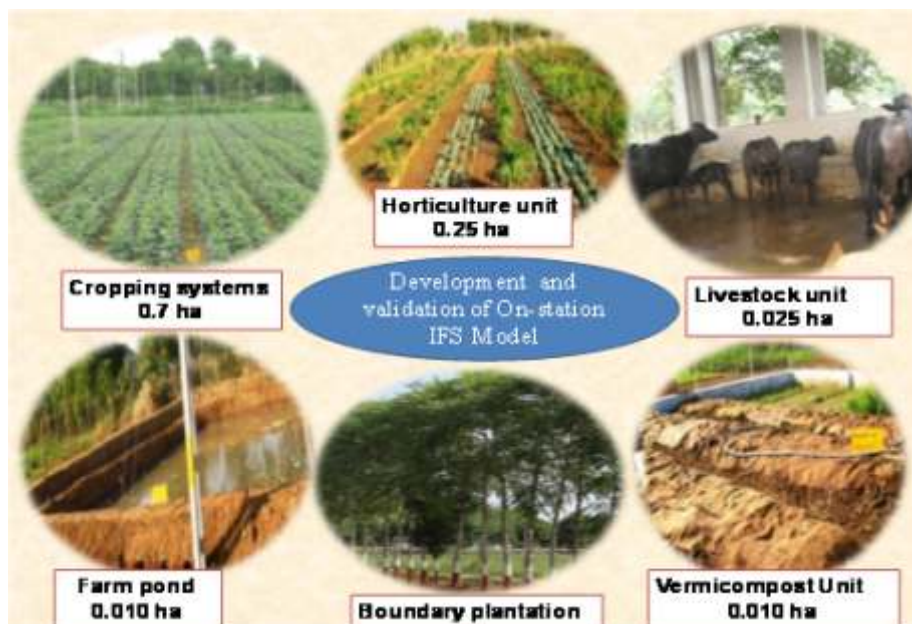 Horticulture unit
0.25 ha
Cropping systems
0.7 ha
Development and
validation of On-station
IFS Model
Livestock unit
0.025 ha
Farm pond
0.010 ha
Boundary plantation
Vermicompost Unit
0.010 ha